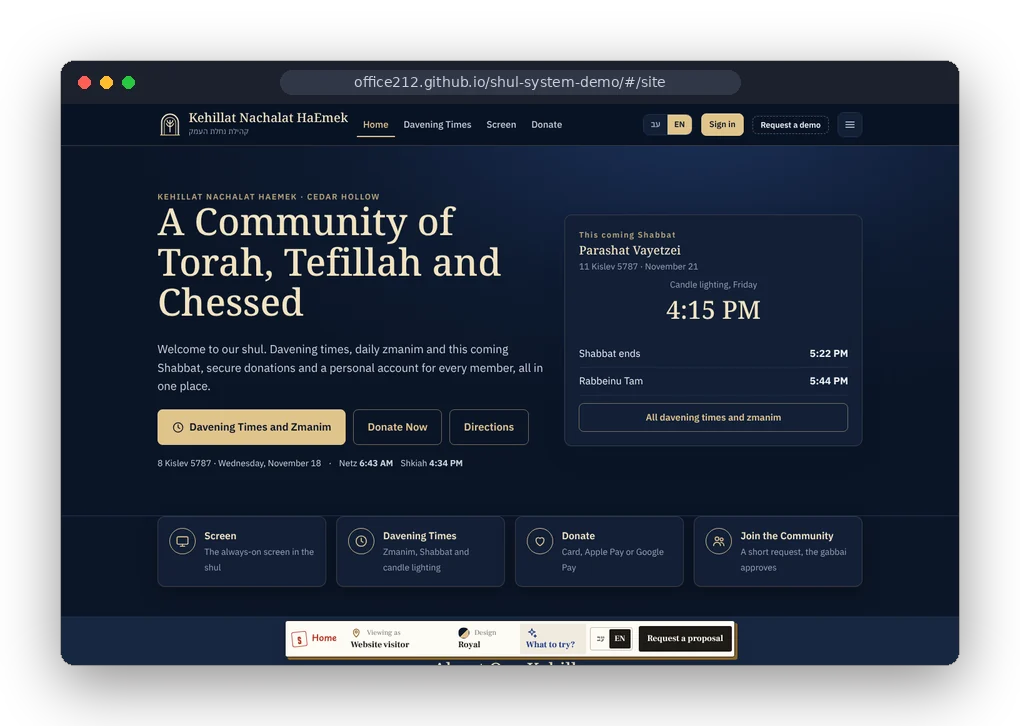 office212.github.io/shul-system-demo/#/site
Kehillat Nachalat HaEmek
קהילת נחלת העמק
Home
Davening Times
Screen
Donate
עב
EN
Sign in
Request a demo
KEHILLAT NACHALAT HAEMEK · CEDAR HOLLOW
A Community of
Torah, Tefillah and
Chessed
Welcome to our shul. Davening times, daily zmanim and this coming
Shabbat, secure donations and a personal account for every member, all in
one place.
Davening Times and Zmanim
Donate Now
Directions
8 Kislev 5787 · Wednesday, November 18 · Netz 6:43 AM Shkiah 4:34 PM
This coming Shabbat
Parashat Vayetzei
11 Kislev 5787 · November 21
Candle lighting, Friday
4:15 PM
Shabbat ends 5:22 PM
Rabbeinu Tam 5:44 PM
All davening times and zmanim
Screen
The always-on screen in the
shul
Davening Times
Zmanim, Shabbat and
candle lighting
Donate
Card, Apple Pay or Google
Pay
Join the Community
A short request, the gabbai
approves
$
Home
Viewing as
Website visitor
Design
Royal
What to try?
עב
EN
Request a proposal